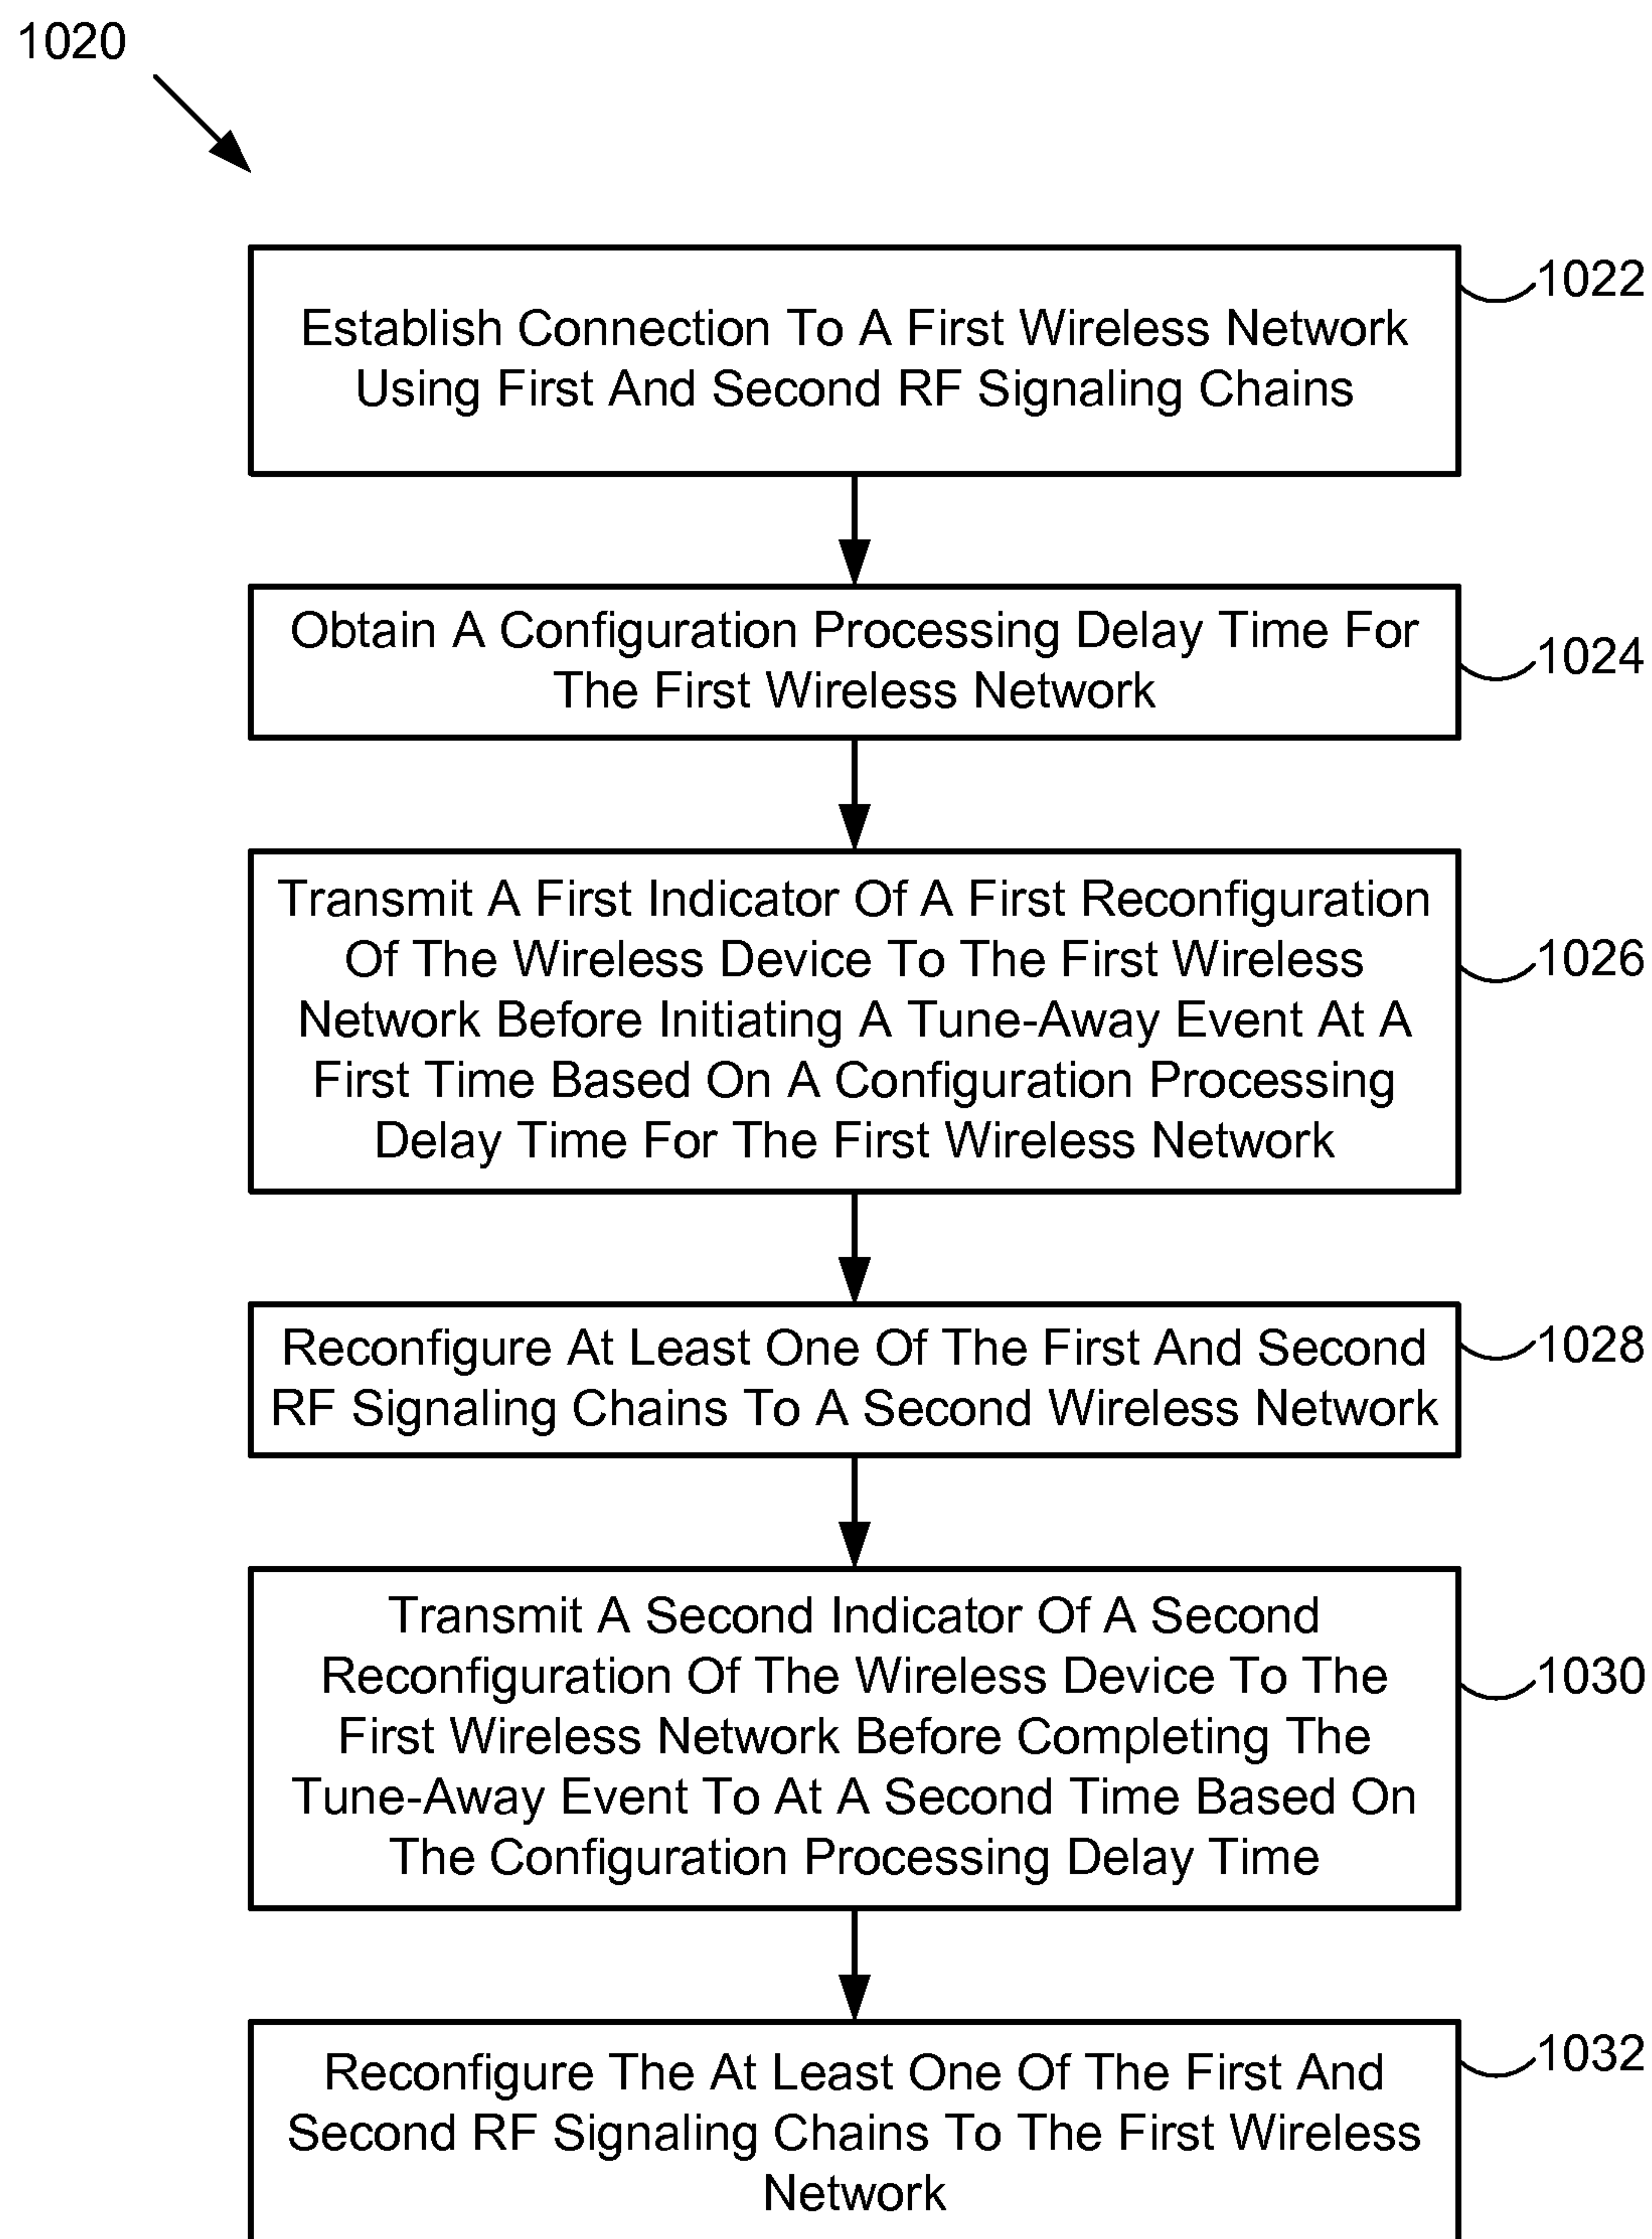 1020
Establish Connection To A First Wireless Network
Using First And Second RF Signaling Chains
1022
Obtain A Configuration Processing Delay Time For
The First Wireless Network
1024
Transmit A First Indicator Of A First Reconfiguration
Of The Wireless Device To The First Wireless
Network Before Initiating A Tune-Away Event At A
First Time Based On A Configuration Processing
Delay Time For The First Wireless Network
1026
Reconfigure At Least One Of The First And Second
RF Signaling Chains To A Second Wireless Network
1028
Transmit A Second Indicator Of A Second
Reconfiguration Of The Wireless Device To The
First Wireless Network Before Completing The
Tune-Away Event To At A Second Time Based On
The Configuration Processing Delay Time
1030
Reconfigure The At Least One Of The First And
Second RF Signaling Chains To The First Wireless
Network
1032